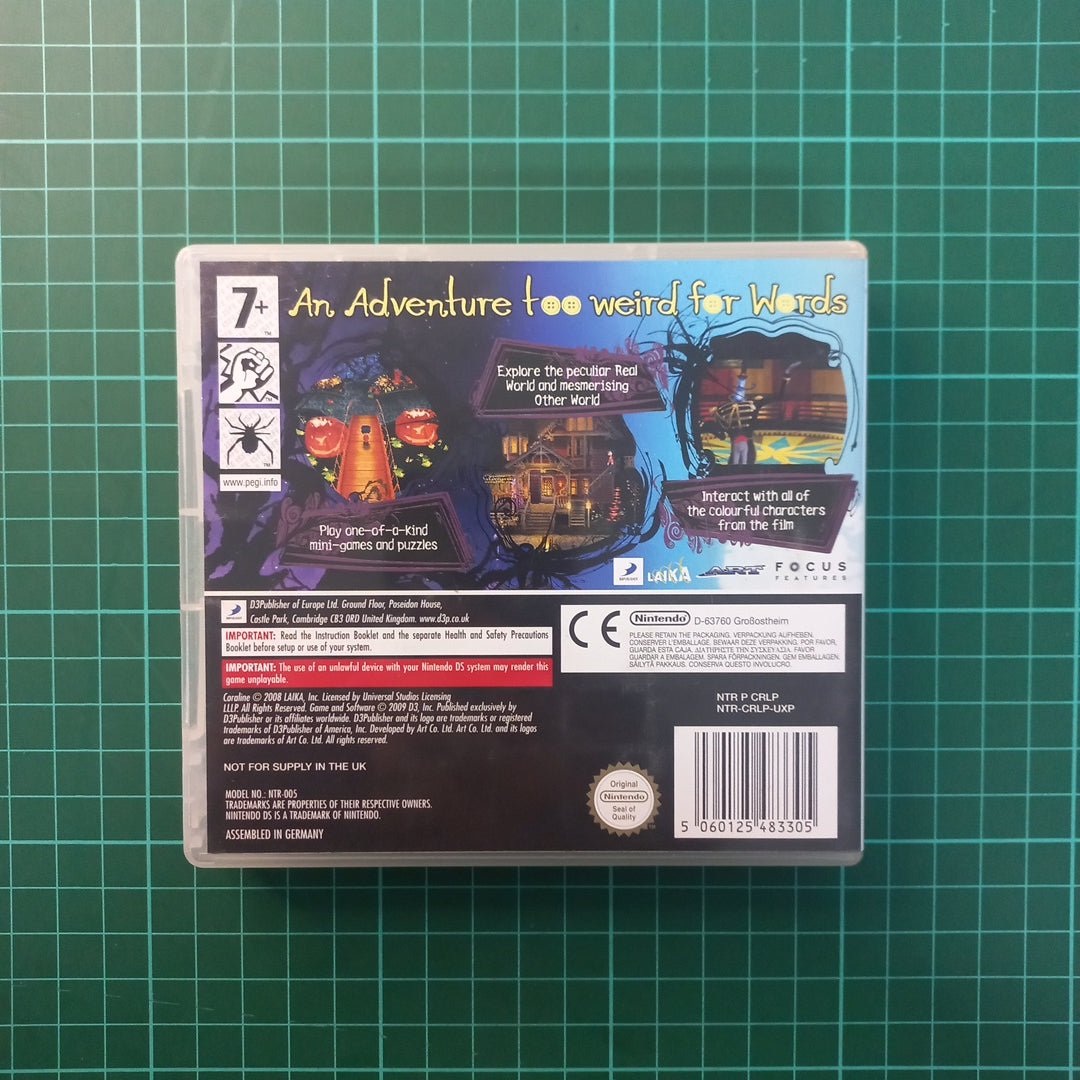 7+
™
An Adventure too weird for Words
™
™
www.pegi.info
Explore the peculiar Real
World and mesmerising
Other World
Play one-of-a-kind
mini-games and puzzles
Interact with all of
the colourful characters
from the film
LAIKA
ART
FOCUS
FEATURES
D3Publisher of Europe Ltd. Ground Floor, Poseidon House,
Castle Park, Cambridge CB3 0RD United Kingdom. www.d3p.co.uk
IMPORTANT: Read the Instruction Booklet and the separate Health and Safety Precautions
Booklet before setup or use of your system.
IMPORTANT: The use of an unlawful device with your Nintendo DS system may render this
game unplayable.
Coraline © 2008 LAIKA, Inc. Licensed by Universal Studios Licensing
LLLP. All Rights Reserved. Game and Software © 2009 D3, Inc. Published exclusively by
D3Publisher or its affiliates worldwide. D3Publisher and its logo are trademarks or registered
trademarks of D3Publisher of America, Inc. Developed by Art Co. Ltd. Art Co. Ltd. and its logos
are trademarks of Art Co. Ltd. All rights reserved.
NOT FOR SUPPLY IN THE UK
MODEL NO.: NTR-005
TRADEMARKS ARE PROPERTIES OF THEIR RESPECTIVE OWNERS.
NINTENDO DS IS A TRADEMARK OF NINTENDO.
ASSEMBLED IN GERMANY
CE
Nintendo® D-63760 Großostheim
PLEASE RETAIN THE PACKAGING. VERPACKUNG AUFHEBEN.
CONSERVER L'EMBALLAGE. BEWAAR DEZE VERPAKKING. POR FAVOR,
GUARDA ESTA CAJA. ΔΙΑΤΗΡΗΣΤΕ ΤΗΝ ΣΥΣΚΕΥΑΣΙΑ. FAVOR
GUARDAR A EMBALAGEM. GEM EMBALLAGEN. SPARA FÖRPACKNINGEN.
SÄILYTÄ PAKKAUS. CONSERVA QUESTO INVOLUCRO.
NTR P CRLP
NTR-CRLP-UXP
Original
Nintendo
Seal of
Quality
™
5 060125 483305